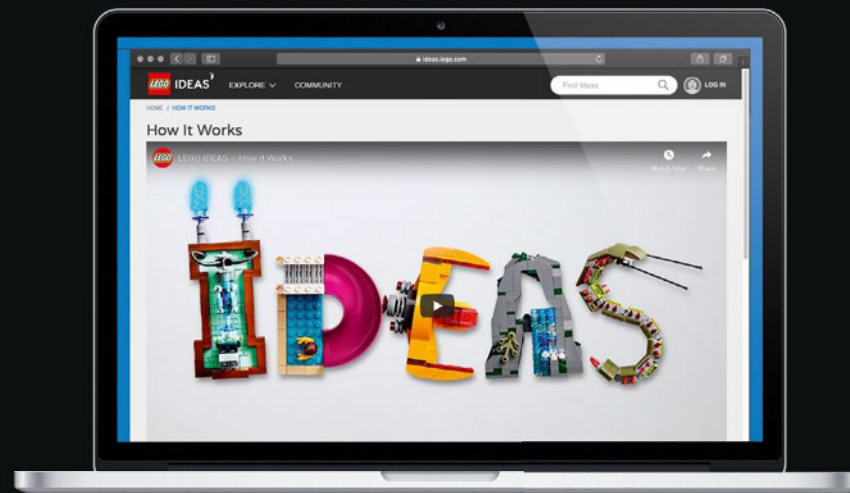 ideas.lego.com
LEGO IDEAS
EXPLORE
COMMUNITY
Find Ideas
LOG IN
HOME / HOW IT WORKS
How It Works
LEGO
LEGO IDEAS – How it Works
Watch later
Share
IDEAS